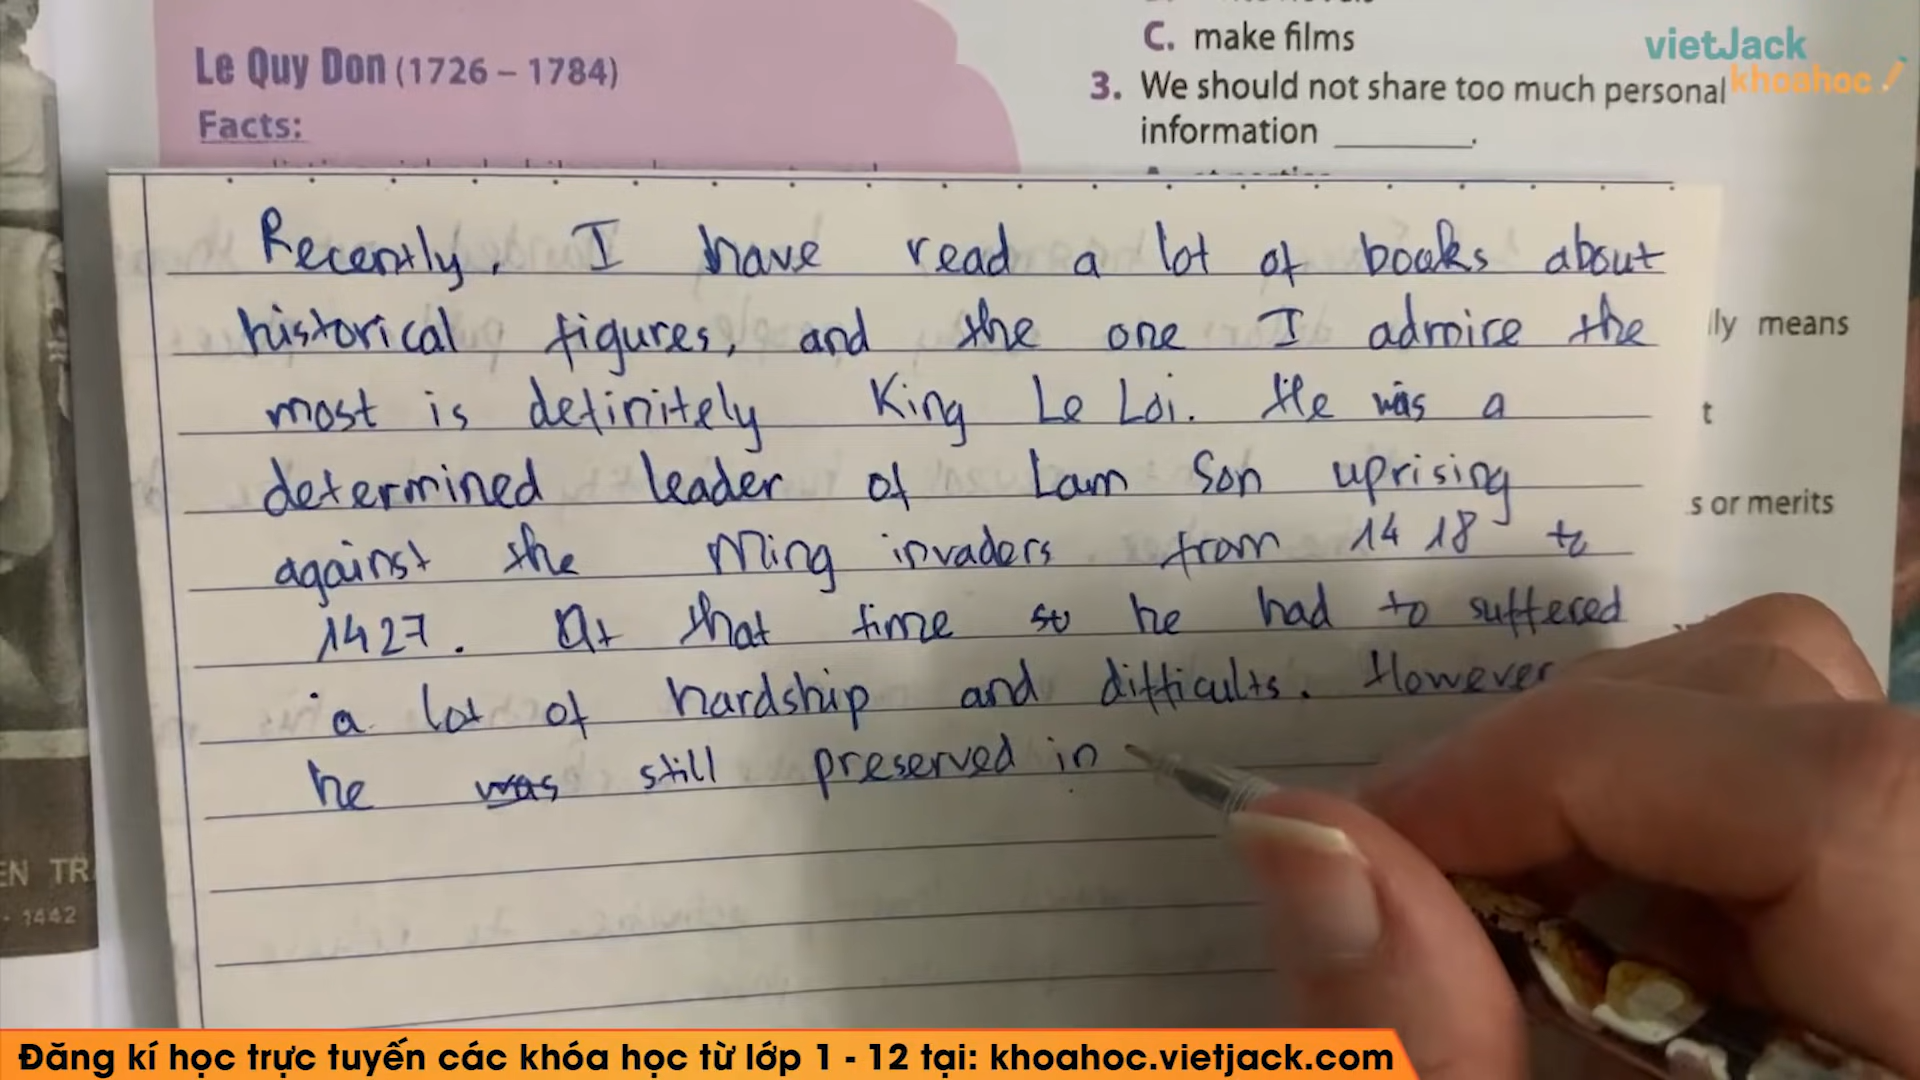 C. make films
vietJack
khoahoc
Le Quy Don (1726 – 1784)
Facts:
3. We should not share too much personal
information ________.
Recently, I have read a lot of books about
historical figures, and the one I admire the
most is definitely King Le Loi. He was a
determined leader of Lam Son uprising
against the Ming invaders from 1418 to
1427. At that time so he had to suffered
a lot of hardship and difficults. However
he was still preserved in
lly means
t
s or merits
EN TR
- 1442
Đăng kí học trực tuyến các khóa học từ lớp 1 - 12 tại: khoahoc.vietjack.com